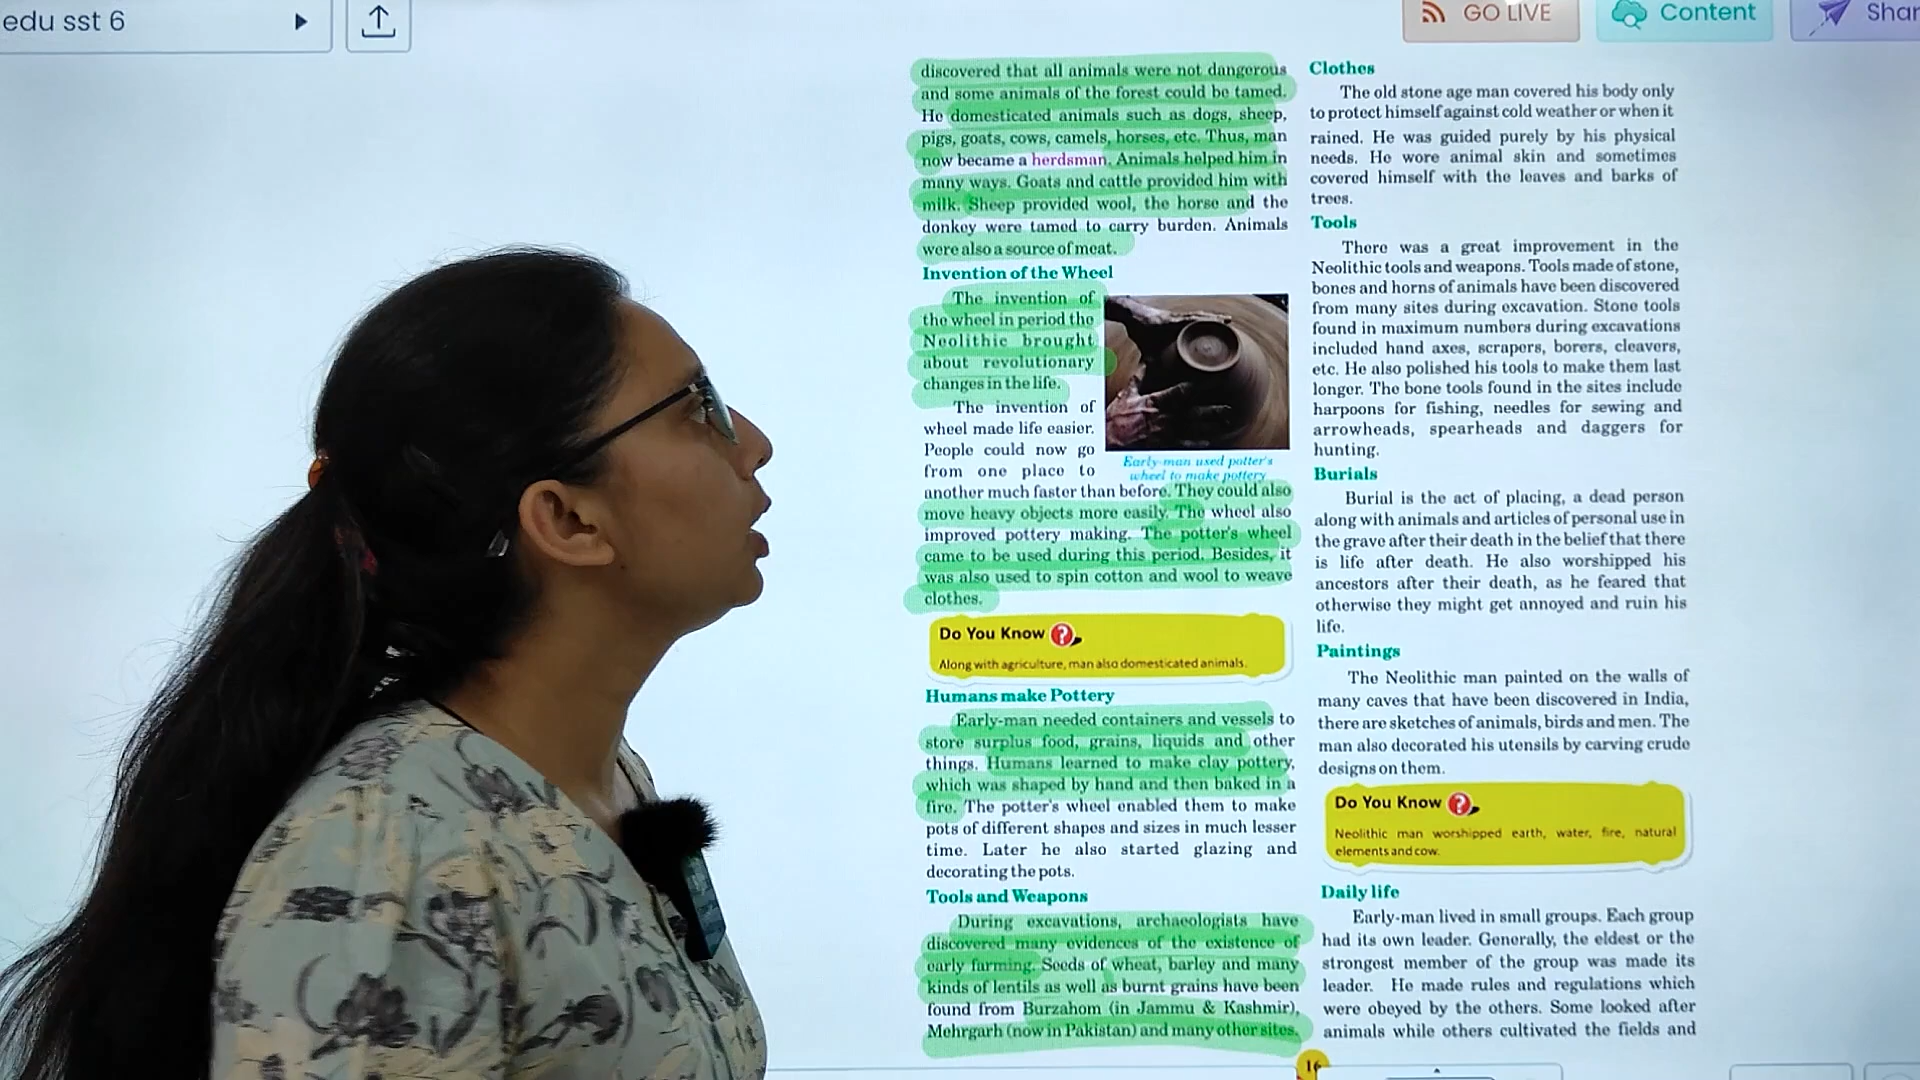 edu sst 6
GO LIVE
Content
Shar
discovered that all animals were not dangerous
and some animals of the forest could be tamed.
He domesticated animals such as dogs, sheep,
pigs, goats, cows, camels, horses, etc. Thus, man
now became a herdsman. Animals helped him in
many ways. Goats and cattle provided him with
milk. Sheep provided wool, the horse and the
donkey were tamed to carry burden. Animals
were also a source of meat.
Invention of the Wheel
The invention of
the wheel in period the
Neolithic brought
about revolutionary
changes in the life.
The invention of
wheel made life easier.
People could now go
from one place to
another much faster than before. They could also
move heavy objects more easily. The wheel also
improved pottery making. The potter's wheel
came to be used during this period. Besides, it
was also used to spin cotton and wool to weave
clothes.
Early-man used potter's
wheel to make pottery
Do You Know ?
Along with agriculture, man also domesticated animals.
Humans make Pottery
Early-man needed containers and vessels to
store surplus food, grains, liquids and other
things. Humans learned to make clay pottery,
which was shaped by hand and then baked in a
fire. The potter's wheel enabled them to make
pots of different shapes and sizes in much lesser
time. Later he also started glazing and
decorating the pots.
Tools and Weapons
During excavations, archaeologists have
discovered many evidences of the existence of
early farming. Seeds of wheat, barley and many
kinds of lentils as well as burnt grains have been
found from Burzahom (in Jammu & Kashmir),
Mehrgarh (now in Pakistan) and many other sites.
Clothes
The old stone age man covered his body only
to protect himself against cold weather or when it
rained. He was guided purely by his physical
needs. He wore animal skin and sometimes
covered himself with the leaves and barks of
trees.
Tools
There was a great improvement in the
Neolithic tools and weapons. Tools made of stone,
bones and horns of animals have been discovered
from many sites during excavation. Stone tools
found in maximum numbers during excavations
included hand axes, scrapers, borers, cleavers,
etc. He also polished his tools to make them last
longer. The bone tools found in the sites include
harpoons for fishing, needles for sewing and
arrowheads, spearheads and daggers for
hunting.
Burials
Burial is the act of placing, a dead person
along with animals and articles of personal use in
the grave after their death in the belief that there
is life after death. He also worshipped his
ancestors after their death, as he feared that
otherwise they might get annoyed and ruin his
life.
Paintings
The Neolithic man painted on the walls of
many caves that have been discovered in India,
there are sketches of animals, birds and men. The
man also decorated his utensils by carving crude
designs on them.
Do You Know ?
Neolithic man worshipped earth, water, fire, natural
elements and cow.
Daily life
Early-man lived in small groups. Each group
had its own leader. Generally, the eldest or the
strongest member of the group was made its
leader. He made rules and regulations which
were obeyed by the others. Some looked after
animals while others cultivated the fields and
16